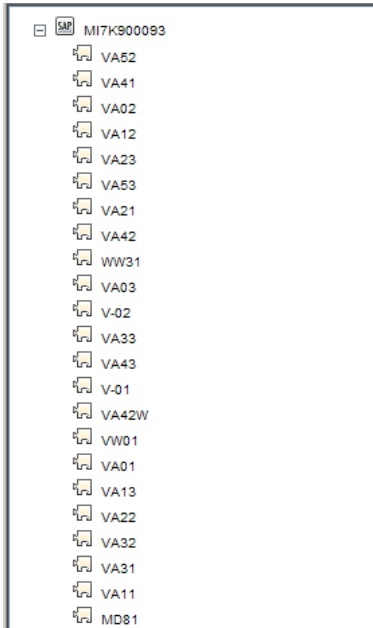 SAP MI7K900093
VA52
VA41
VA02
VA12
VA23
VA53
VA21
VA42
WW31
VA03
V-02
VA33
VA43
V-01
VA42W
VW01
VA01
VA13
VA22
VA32
VA31
VA11
MD81